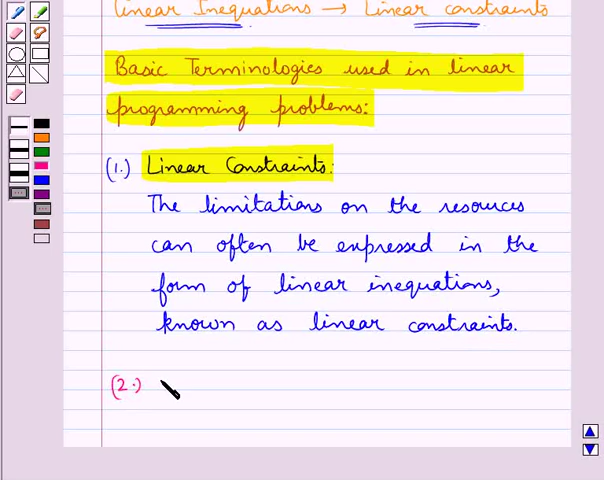 Linear Inequations → Linear constraints
Basic Terminologies used in linear
programming problems:
(1.) Linear Constraints:
The limitations on the resources
can often be expressed in the
form of linear inequations,
known as linear constraints.
(2.)